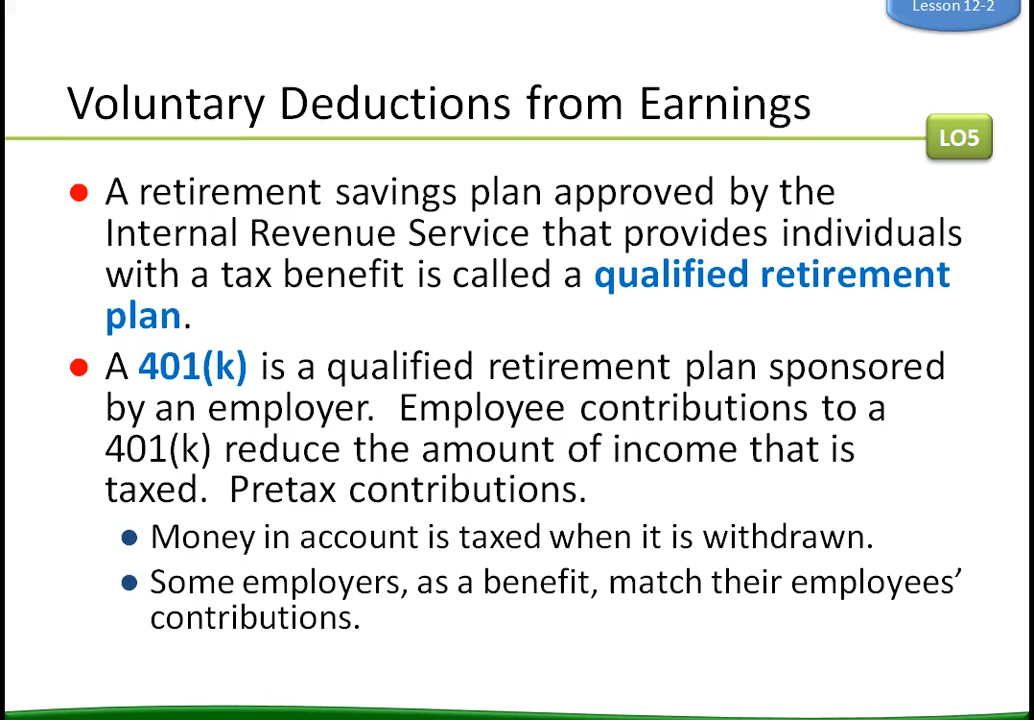 Lesson 12-2
Voluntary Deductions from Earnings
LO5
● A retirement savings plan approved by the
Internal Revenue Service that provides individuals
with a tax benefit is called a qualified retirement
plan.
● A 401(k) is a qualified retirement plan sponsored
by an employer.  Employee contributions to a
401(k) reduce the amount of income that is
taxed.  Pretax contributions.
● Money in account is taxed when it is withdrawn.
● Some employers, as a benefit, match their employees’
contributions.